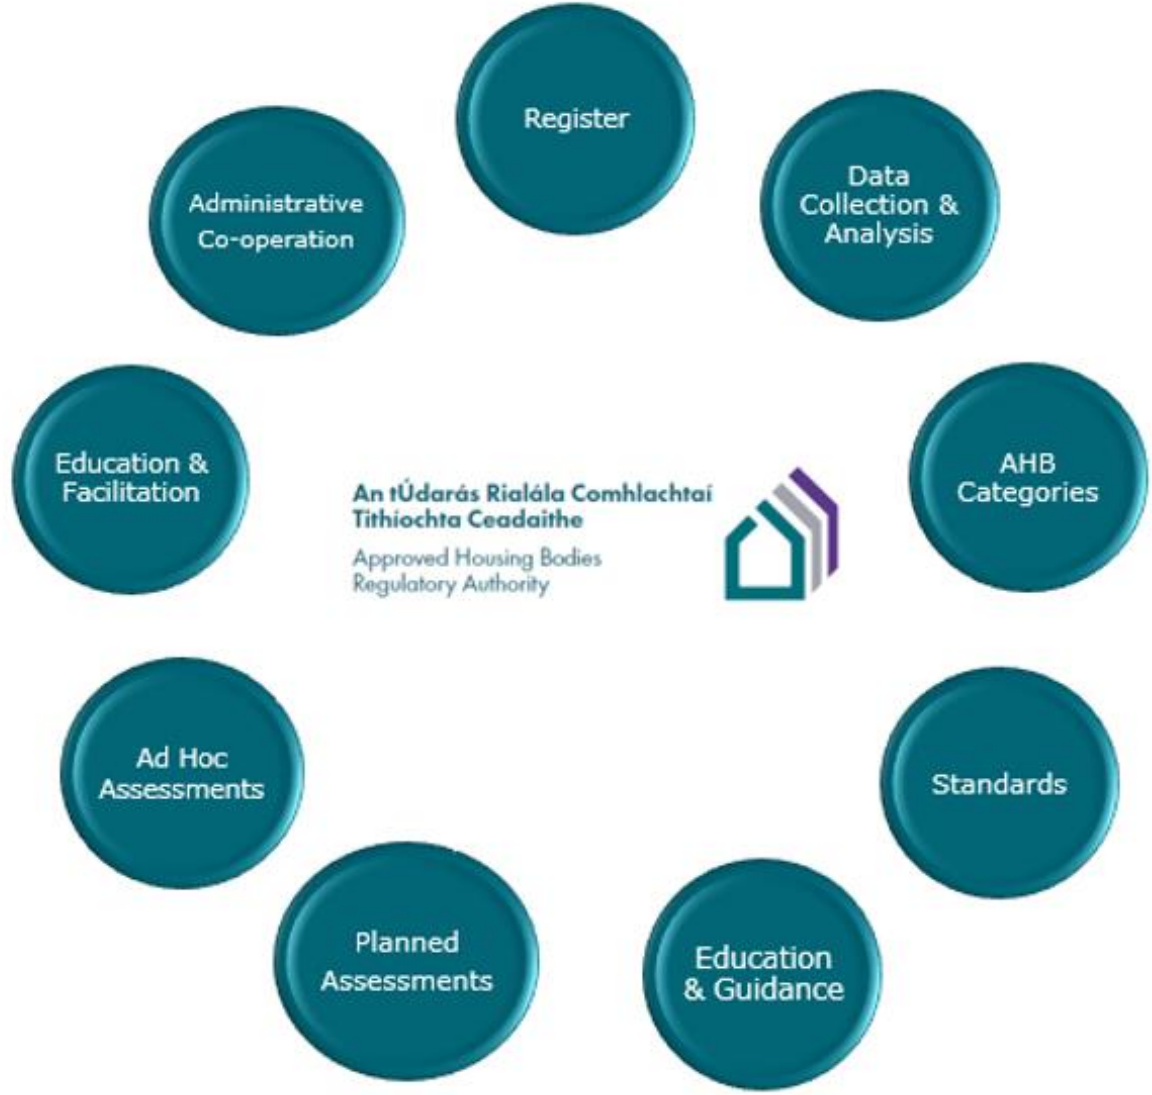 Register
Data
Collection &
Analysis
AHB
Categories
Standards
Education
& Guidance
Planned
Assessments
Ad Hoc
Assessments
Education &
Facilitation
Administrative
Co-operation
An tÚdarás Rialála Comhlachtaí
Tithíochta Ceadaithe
Approved Housing Bodies
Regulatory Authority